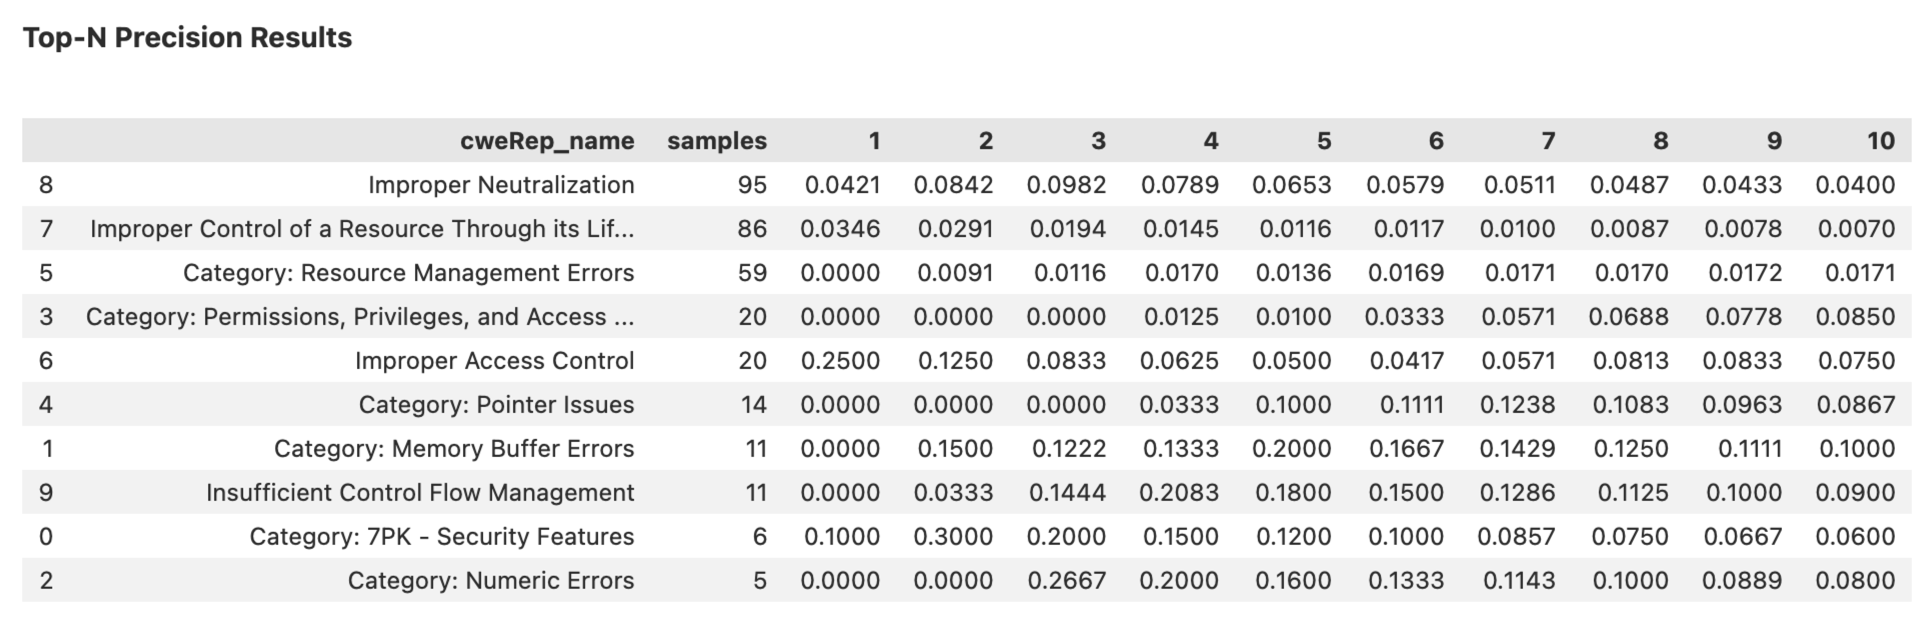 Top-N Precision Results
cweRep_name samples 1 2 3 4 5 6 7 8 9 10
8 Improper Neutralization 95 0.0421 0.0842 0.0982 0.0789 0.0653 0.0579 0.0511 0.0487 0.0433 0.0400
7 Improper Control of a Resource Through its Lif... 86 0.0346 0.0291 0.0194 0.0145 0.0116 0.0117 0.0100 0.0087 0.0078 0.0070
5 Category: Resource Management Errors 59 0.0000 0.0091 0.0116 0.0170 0.0136 0.0169 0.0171 0.0170 0.0172 0.0171
3 Category: Permissions, Privileges, and Access ... 20 0.0000 0.0000 0.0000 0.0125 0.0100 0.0333 0.0571 0.0688 0.0778 0.0850
6 Improper Access Control 20 0.2500 0.1250 0.0833 0.0625 0.0500 0.0417 0.0571 0.0813 0.0833 0.0750
4 Category: Pointer Issues 14 0.0000 0.0000 0.0000 0.0333 0.1000 0.1111 0.1238 0.1083 0.0963 0.0867
1 Category: Memory Buffer Errors 11 0.0000 0.1500 0.1222 0.1333 0.2000 0.1667 0.1429 0.1250 0.1111 0.1000
9 Insufficient Control Flow Management 11 0.0000 0.0333 0.1444 0.2083 0.1800 0.1500 0.1286 0.1125 0.1000 0.0900
0 Category: 7PK - Security Features 6 0.1000 0.3000 0.2000 0.1500 0.1200 0.1000 0.0857 0.0750 0.0667 0.0600
2 Category: Numeric Errors 5 0.0000 0.0000 0.2667 0.2000 0.1600 0.1333 0.1143 0.1000 0.0889 0.0800